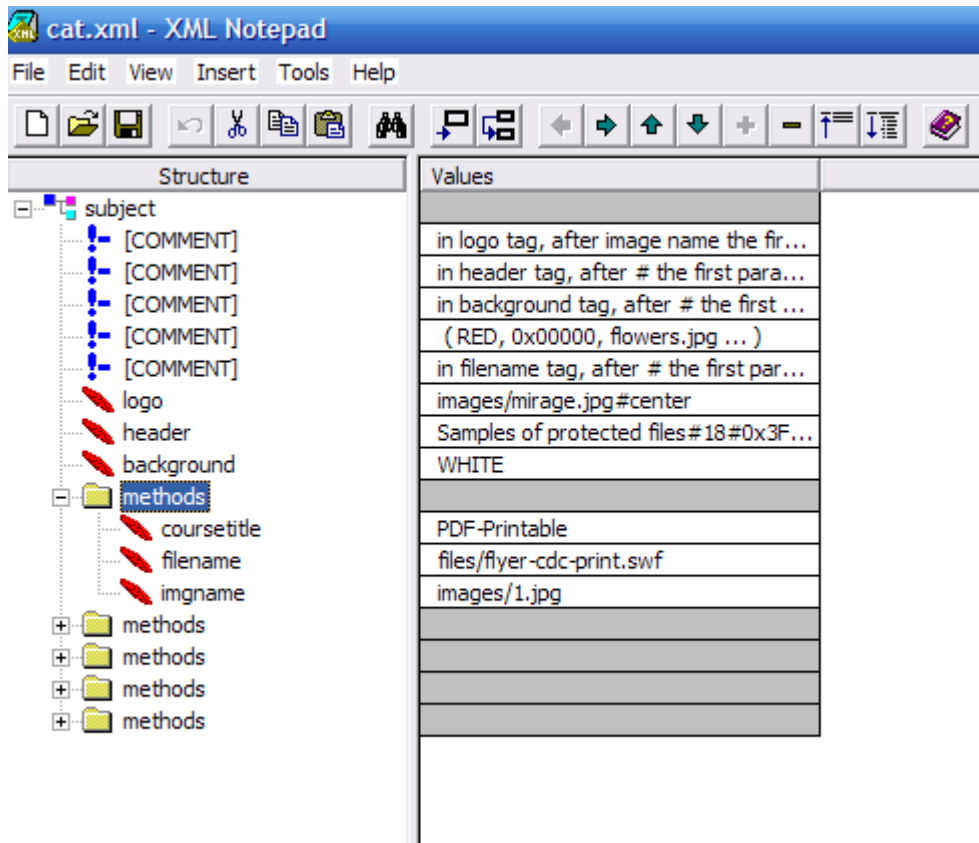 cat.xml - XML Notepad
File Edit View Insert Tools Help
Structure Values
subject
[COMMENT] in logo tag, after image name the fir...
[COMMENT] in header tag, after # the first para...
[COMMENT] in background tag, after # the first ...
[COMMENT] ( RED, 0x00000, flowers.jpg ... )
[COMMENT] in filename tag, after # the first par...
logo images/mirage.jpg#center
header Samples of protected files#18#0x3F...
background WHITE
methods
coursetitle PDF-Printable
filename files/flyer-cdc-print.swf
imgname images/1.jpg
methods
methods
methods
methods